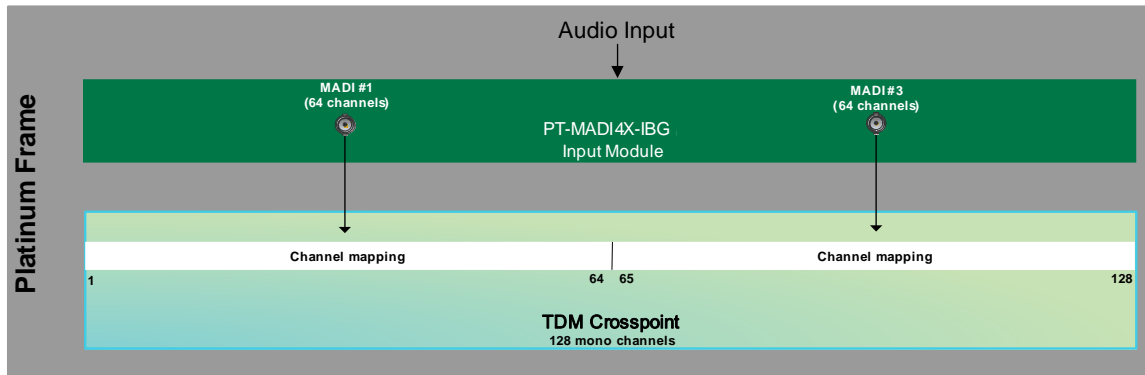 Audio Input
Platinum Frame
MADI #1
(64 channels)
MADI #3
(64 channels)
PT-MADI4X-IBG
Input Module
Channel mapping
Channel mapping
1
64
65
128
TDM Crosspoint
128 mono channels